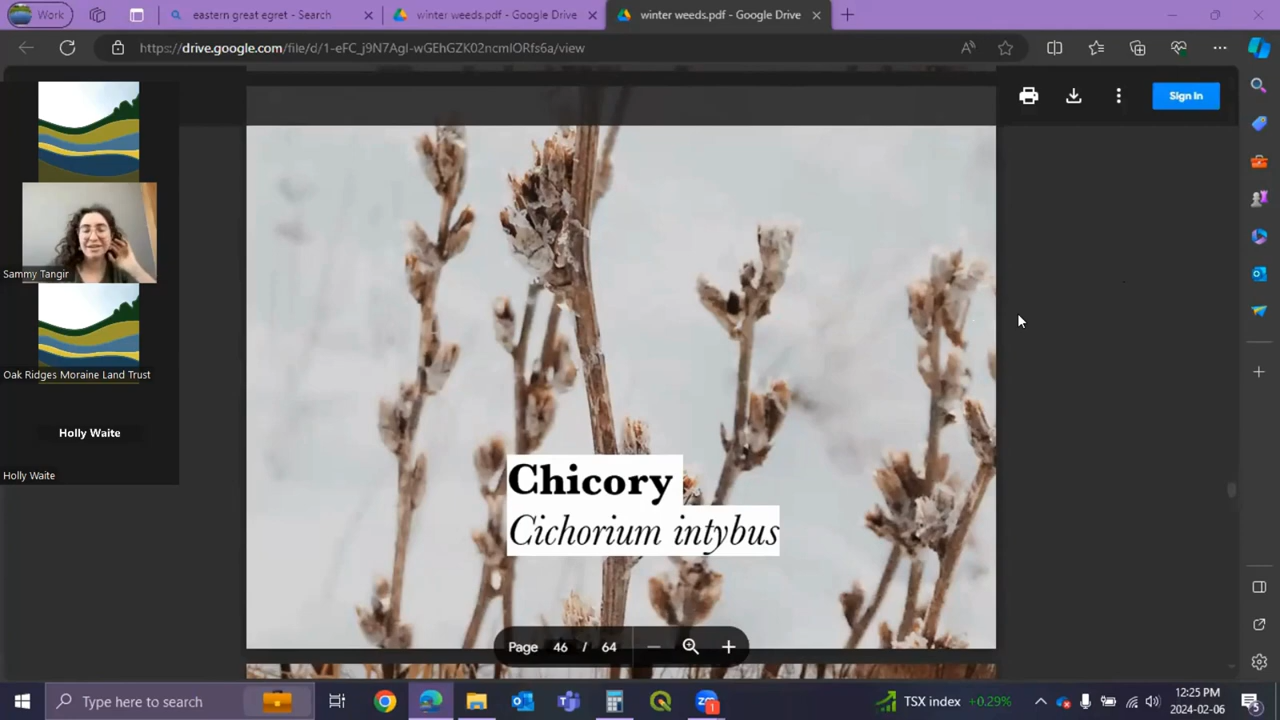 Work
eastern great egret - Search
winter weeds.pdf - Google Drive
winter weeds.pdf - Google Drive
https://drive.google.com/file/d/1-eFC_j9N7AgI-wGEhGZK02ncmIORfs6a/view
Sign In
Sammy Tangir
Oak Ridges Moraine Land Trust
Holly Waite
Holly Waite
Chicory
Cichorium intybus
Page 46 / 64
Type here to search
1
TSX index +0.29%
12:25 PM
2024-02-06
5